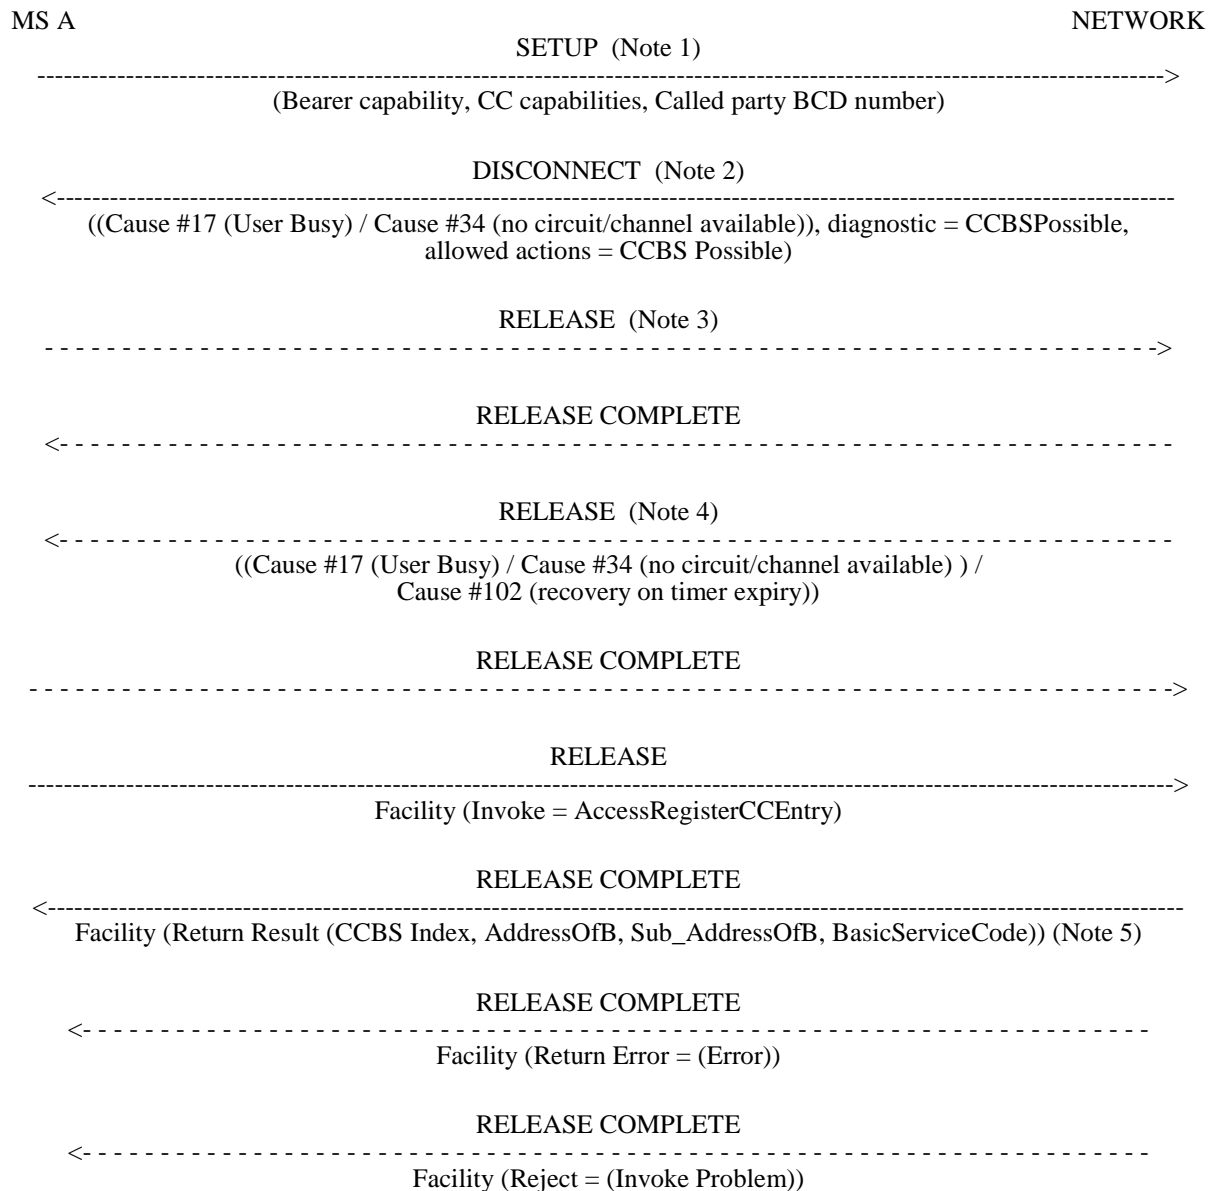 MS A NETWORK
SETUP (Note 1)
------------------------------------------------------------------------------------------------------------------------------->
(Bearer capability, CC capabilities, Called party BCD number)
DISCONNECT (Note 2)
<-------------------------------------------------------------------------------------------------------------------------------
((Cause #17 (User Busy) / Cause #34 (no circuit/channel available)), diagnostic = CCBSPossible,
allowed actions = CCBS Possible)
RELEASE (Note 3)
- - - - - - - - - - - - - - - - - - - - - - - - - - - - - - - - - - - - - - - - - - - - - - - - - - - - - - - - - - - - - - - - - - - - - - - ->
RELEASE COMPLETE
<- - - - - - - - - - - - - - - - - - - - - - - - - - - - - - - - - - - - - - - - - - - - - - - - - - - - - - - - - - - - - - - - - - - - - - - -
RELEASE (Note 4)
<- - - - - - - - - - - - - - - - - - - - - - - - - - - - - - - - - - - - - - - - - - - - - - - - - - - - - - - - - - - - - - - - - - - - - - - -
((Cause #17 (User Busy) / Cause #34 (no circuit/channel available) ) /
Cause #102 (recovery on timer expiry))
RELEASE COMPLETE
- - - - - - - - - - - - - - - - - - - - - - - - - - - - - - - - - - - - - - - - - - - - - - - - - - - - - - - - - - - - - - - - - - - - - - - - - ->
RELEASE
--------------------------------------------------------------------------------------------------------------------------------->
Facility (Invoke = AccessRegisterCCEntry)
RELEASE COMPLETE
<--------------------------------------------------------------------------------------------------------------------------------
Facility (Return Result (CCBS Index, AddressOfB, Sub_AddressOfB, BasicServiceCode)) (Note 5)
RELEASE COMPLETE
<- - - - - - - - - - - - - - - - - - - - - - - - - - - - - - - - - - - - - - - - - - - - - - - - - - - - - - - - - - - - - - - - - - - - -
Facility (Return Error = (Error))
RELEASE COMPLETE
<- - - - - - - - - - - - - - - - - - - - - - - - - - - - - - - - - - - - - - - - - - - - - - - - - - - - - - - - - - - - - - - - - - - - -
Facility (Reject = (Invoke Problem))